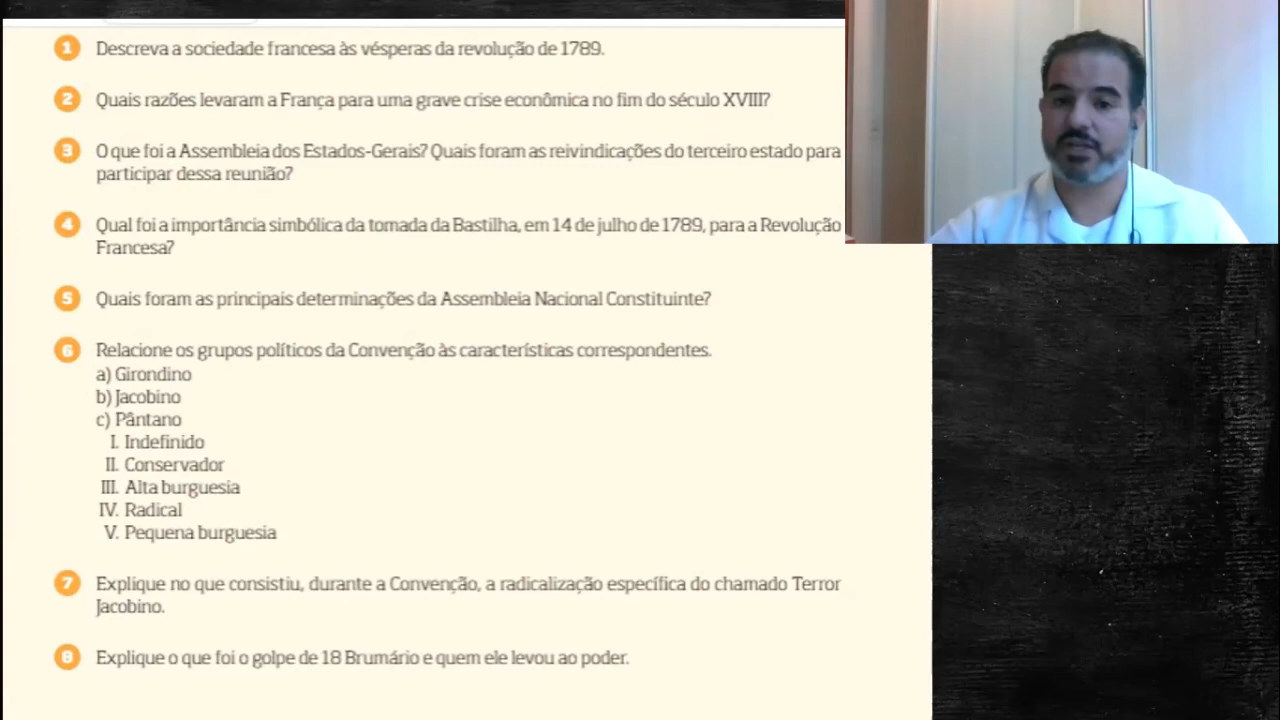 1 Descreva a sociedade francesa às vésperas da revolução de 1789.
2 Quais razões levaram a França para uma grave crise econômica no fim do século XVIII?
3 O que foi a Assembleia dos Estados-Gerais? Quais foram as reivindicações do terceiro estado para
participar dessa reunião?
4 Qual foi a importância simbólica da tomada da Bastilha, em 14 de julho de 1789, para a Revolução
Francesa?
5 Quais foram as principais determinações da Assembleia Nacional Constituinte?
6 Relacione os grupos políticos da Convenção às características correspondentes.
a) Girondino
b) Jacobino
c) Pântano
I. Indefinido
II. Conservador
III. Alta burguesia
IV. Radical
V. Pequena burguesia
7 Explique no que consistiu, durante a Convenção, a radicalização específica do chamado Terror
Jacobino.
8 Explique o que foi o golpe de 18 Brumário e quem ele levou ao poder.